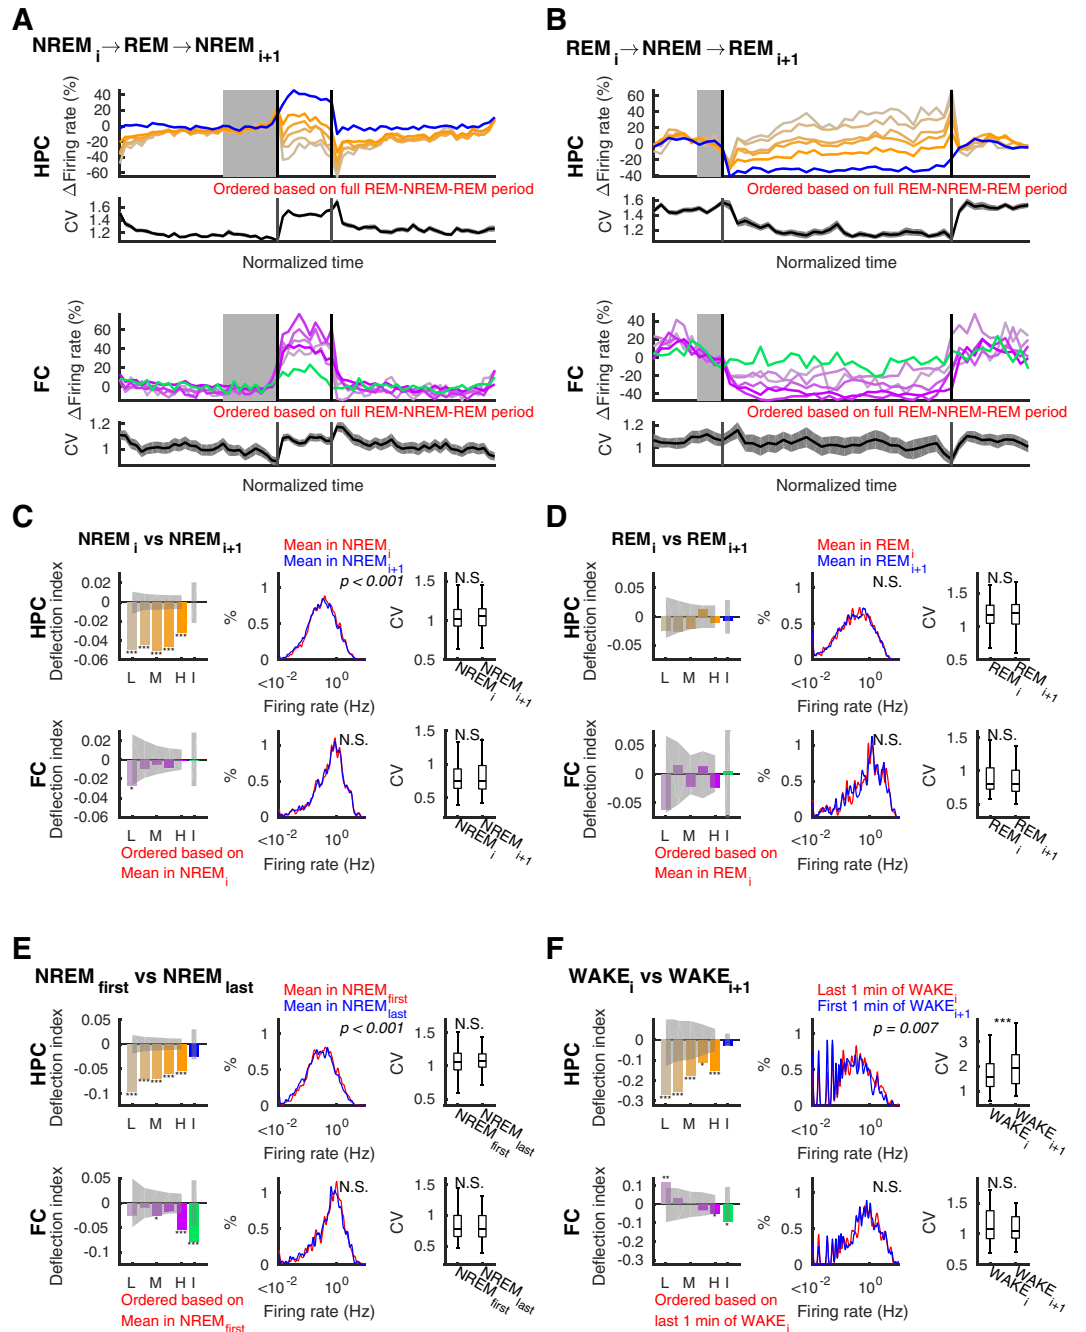 A
NREM i → REM → NREM i+1
HPC
Δ Firing rate (%)
40
20
0
-20
-40
-60
Ordered based on full REM-NREM-REM period
CV
1.6
1.4
1.2
Normalized time
FC
Δ Firing rate (%)
60
40
20
0
Ordered based on full REM-NREM-REM period
CV
1.2
1
Normalized time
B
REM i → NREM → REM i+1
HPC
Δ Firing rate (%)
60
40
20
0
-20
-40
Ordered based on full REM-NREM-REM period
CV
1.6
1.4
1.2
Normalized time
FC
Δ Firing rate (%)
40
20
0
-20
-40
Ordered based on full REM-NREM-REM period
CV
1.2
1
Normalized time
C
NREM i vs NREM i+1
HPC
Deflection index
0.02
0
-0.02
-0.04
-0.06
*** *** *** *** ***
L M H I
Mean in NREM i
Mean in NREM i+1
p < 0.001
%
1
0.5
0
<10-2 100
Firing rate (Hz)
N.S.
CV
1.5
1
0.5
NREM i
NREM i+1
FC
Deflection index
0.02
0
-0.02
-0.04
-0.06
*
L M H I
Ordered based on
Mean in NREM i
N.S.
%
1
0.5
0
<10-2 100
Firing rate (Hz)
N.S.
CV
1.5
1
0.5
0
NREM i
NREM i+1
D
REM i vs REM i+1
HPC
Deflection index
0.05
0
-0.05
L M H I
Mean in REM i
Mean in REM i+1
N.S.
%
1
0.5
0
<10-2 100
Firing rate (Hz)
N.S.
CV
1.5
1
0.5
REM i
REM i+1
FC
Deflection index
0.05
0
-0.05
L M H I
Ordered based on
Mean in REM i
N.S.
%
1
0.5
0
<10-2 100
Firing rate (Hz)
N.S.
CV
1.5
1
0.5
REM i
REM i+1
E
NREM first vs NREM last
HPC
Deflection index
0.05
0
-0.05
-0.1
*** *** *** *** ***
L M H I
Mean in NREM first
Mean in NREM last
p < 0.001
%
1
0.5
0
<10-2 100
Firing rate (Hz)
N.S.
CV
1.5
1
0.5
0
NREM first
NREM last
FC
Deflection index
0.05
0
-0.05
-0.1
* *** ***
L M H I
Ordered based on
Mean in NREM first
N.S.
%
1
0.5
0
<10-2 100
Firing rate (Hz)
N.S.
CV
1.5
1
0.5
NREM first
NREM last
F
WAKE i vs WAKE i+1
HPC
Deflection index
0
-0.1
-0.2
-0.3
*** *** *** * ***
L M H I
Last 1 min of WAKE i
First 1 min of WAKE i+1
p = 0.007
%
1
0.5
0
<10-2 100
Firing rate (Hz)
***
CV
3
2
1
WAKE i
WAKE i+1
FC
Deflection index
0.1
0
-0.1
-0.2
-0.3
** * *
L M H I
Ordered based on
last 1 min of WAKE i
N.S.
%
1
0.5
0
<10-2 100
Firing rate (Hz)
N.S.
CV
1.5
1
0.5
WAKE i
WAKE i+1